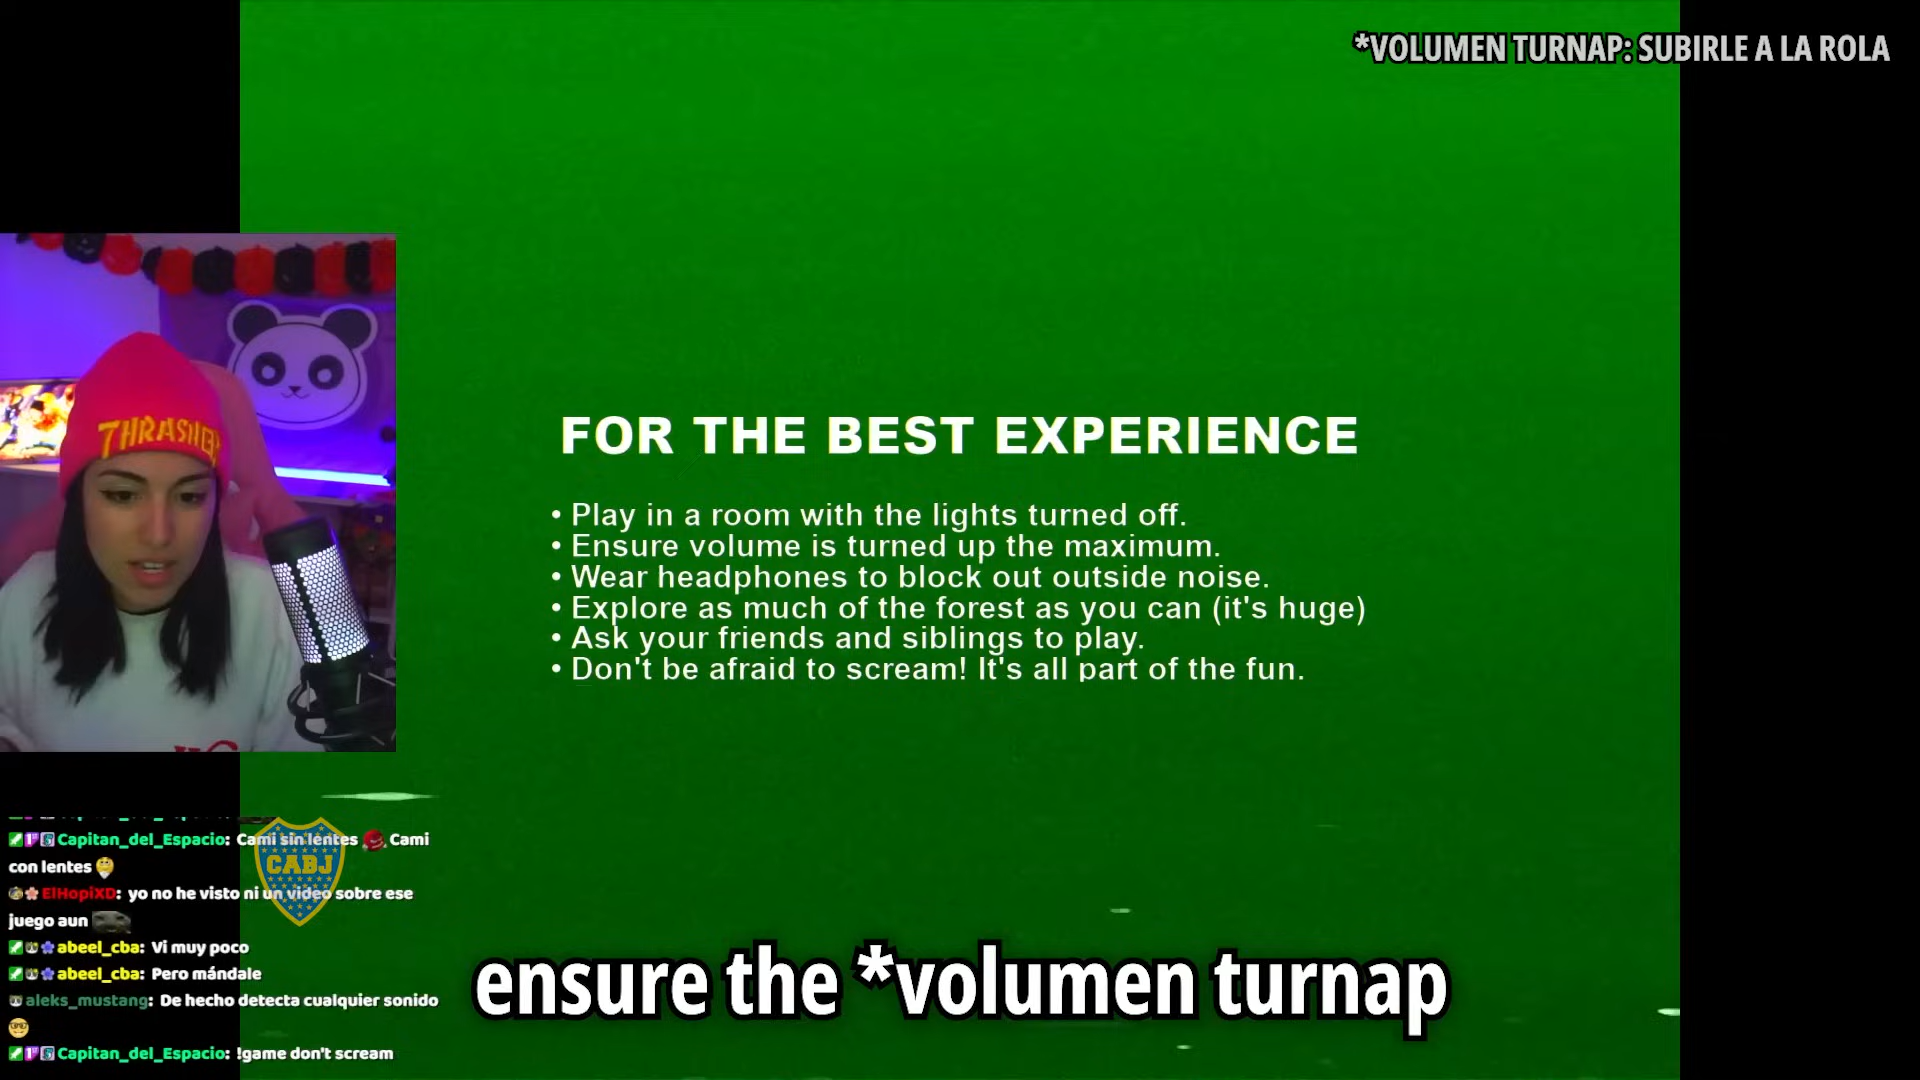 *VOLUMEN TURNAP: SUBIRLE A LA ROLA
THRASHER
FOR THE BEST EXPERIENCE
• Play in a room with the lights turned off.
• Ensure volume is turned up the maximum.
• Wear headphones to block out outside noise.
• Explore as much of the forest as you can (it's huge)
• Ask your friends and siblings to play.
• Don't be afraid to scream! It's all part of the fun.
Capitan_del_Espacio: Cami sin lentes Cami
con lentes
CABJ
ElHopiXD: yo no he visto ni un video sobre ese
juego aun
abeel_cba: Vi muy poco
abeel_cba: Pero mándale
aleks_mustang: De hecho detecta cualquier sonido
Capitan_del_Espacio: !game don't scream
ensure the *volumen turnap